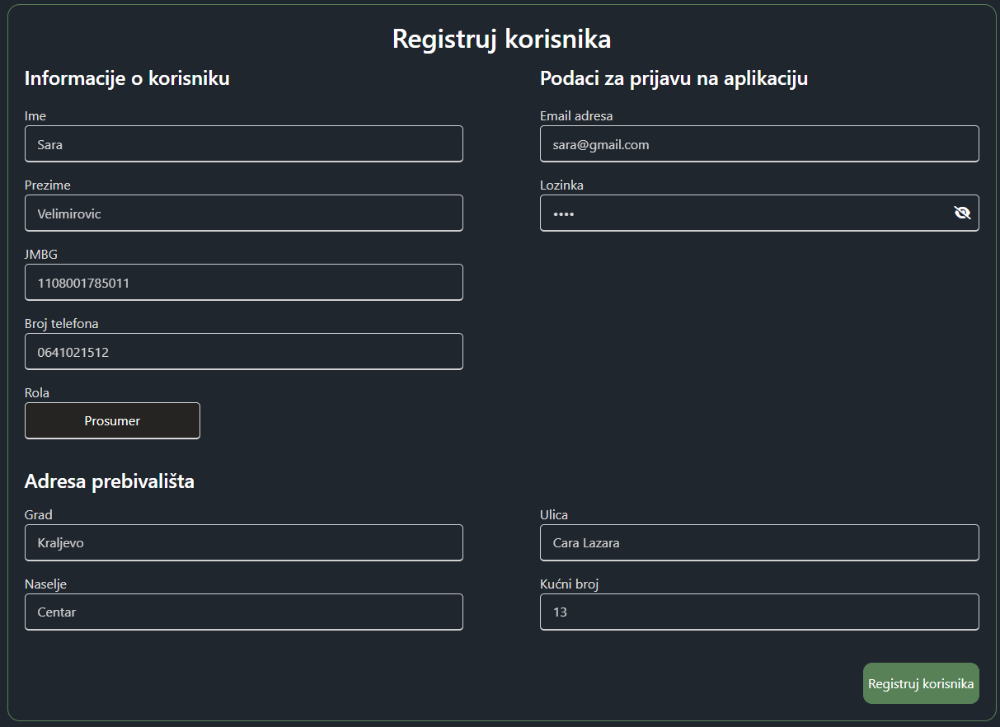 Registruj korisnika
Informacije o korisniku
Ime
Sara
Prezime
Velimirovic
JMBG
1108001785011
Broj telefona
0641021512
Rola
Prosumer
Podaci za prijavu na aplikaciju
Email adresa
sara@gmail.com
Lozinka
••••
Adresa prebivališta
Grad
Kraljevo
Naselje
Centar
Ulica
Cara Lazara
Kućni broj
13
Registruj korisnika